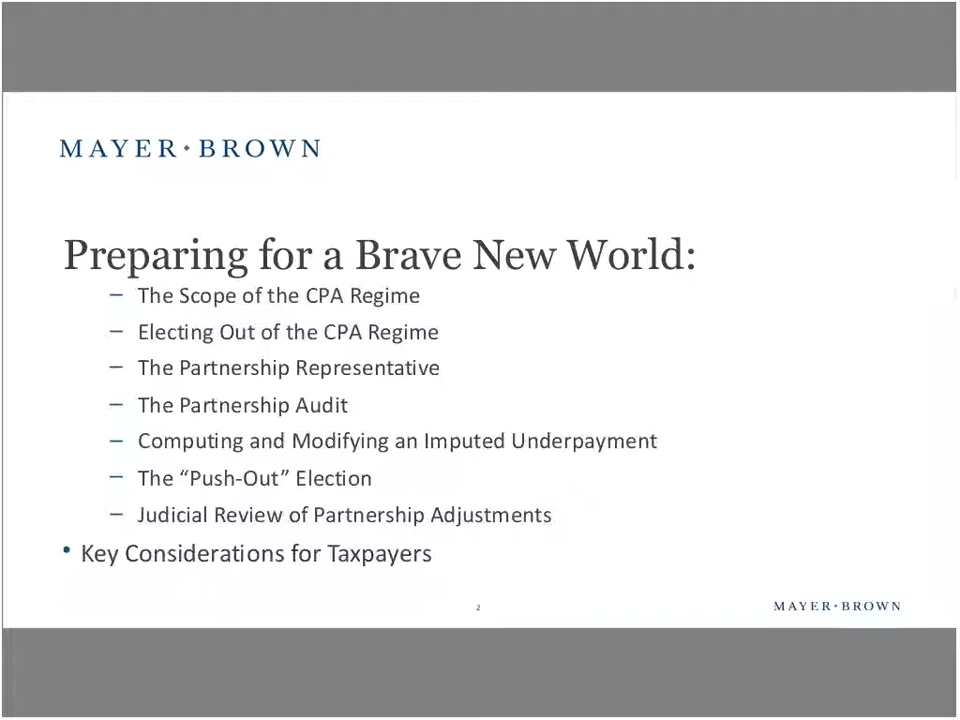 MAYER • BROWN
Preparing for a Brave New World:
– The Scope of the CPA Regime
– Electing Out of the CPA Regime
– The Partnership Representative
– The Partnership Audit
– Computing and Modifying an Imputed Underpayment
– The “Push-Out” Election
– Judicial Review of Partnership Adjustments
• Key Considerations for Taxpayers
2
MAYER • BROWN